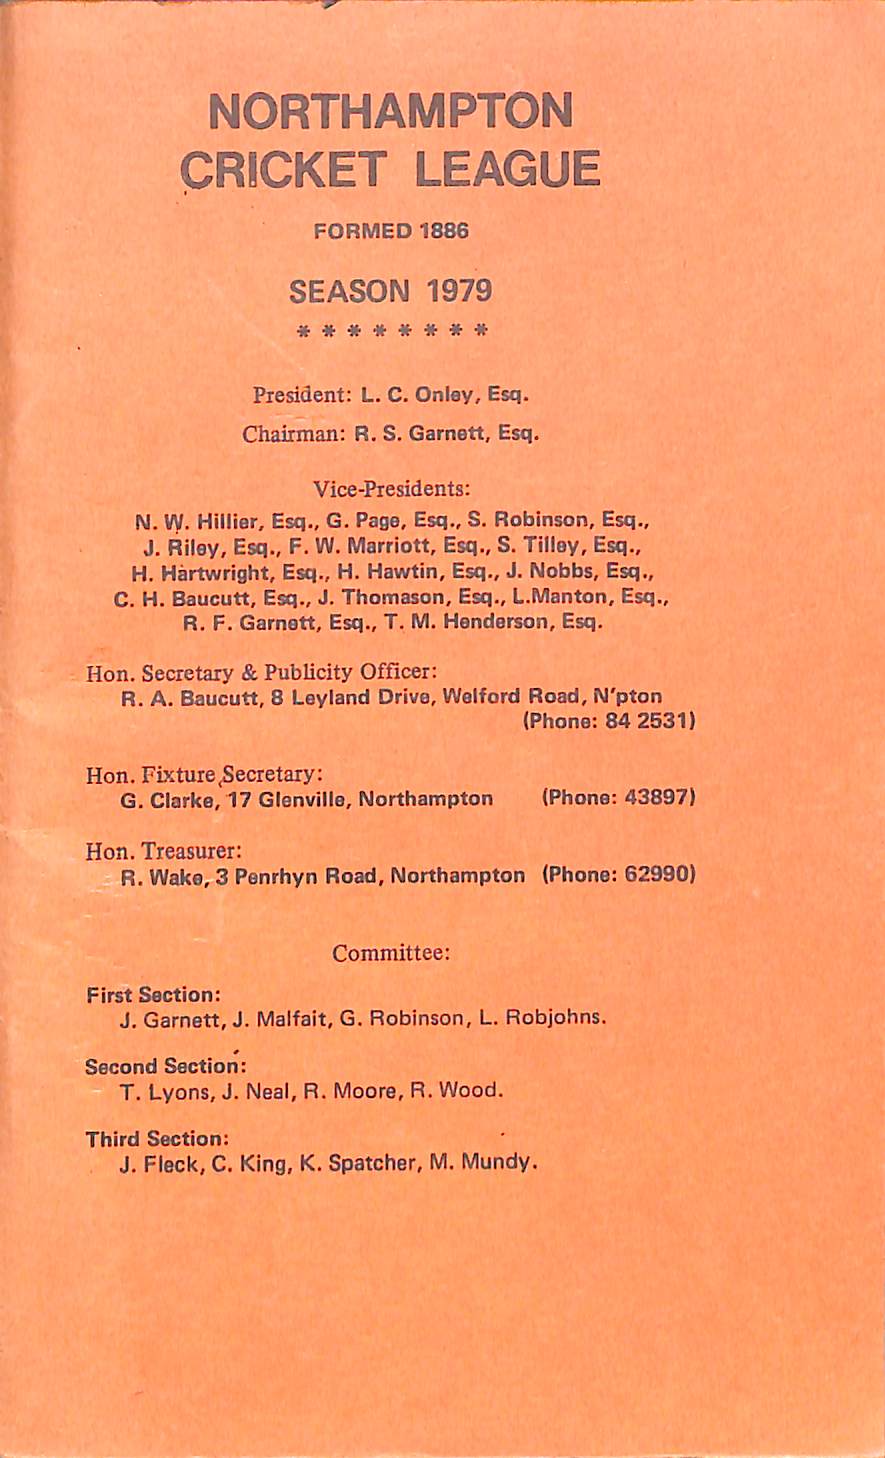 NORTHAMPTON
CRICKET LEAGUE
FORMED 1886
SEASON 1979
* * * * * * * *
President: L. C. Onley, Esq.
Chairman: R. S. Garnett, Esq.
Vice-Presidents:
N. W. Hillier, Esq., G. Page, Esq., S. Robinson, Esq.,
J. Riley, Esq., F. W. Marriott, Esq., S. Tilley, Esq.,
H. Hartwright, Esq., H. Hawtin, Esq., J. Nobbs, Esq.,
C. H. Baucutt, Esq., J. Thomason, Esq., L.Manton, Esq.,
R. F. Garnett, Esq., T. M. Henderson, Esq.
Hon. Secretary & Publicity Officer:
R. A. Baucutt, 8 Leyland Drive, Welford Road, N'pton
(Phone: 84 2531)
Hon. Fixture Secretary:
G. Clarke, 17 Glenville, Northampton (Phone: 43897)
Hon. Treasurer:
R. Wake, 3 Penrhyn Road, Northampton (Phone: 62990)
Committee:
First Section:
J. Garnett, J. Malfait, G. Robinson, L. Robjohns.
Second Section:
T. Lyons, J. Neal, R. Moore, R. Wood.
Third Section:
J. Fleck, C. King, K. Spatcher, M. Mundy.